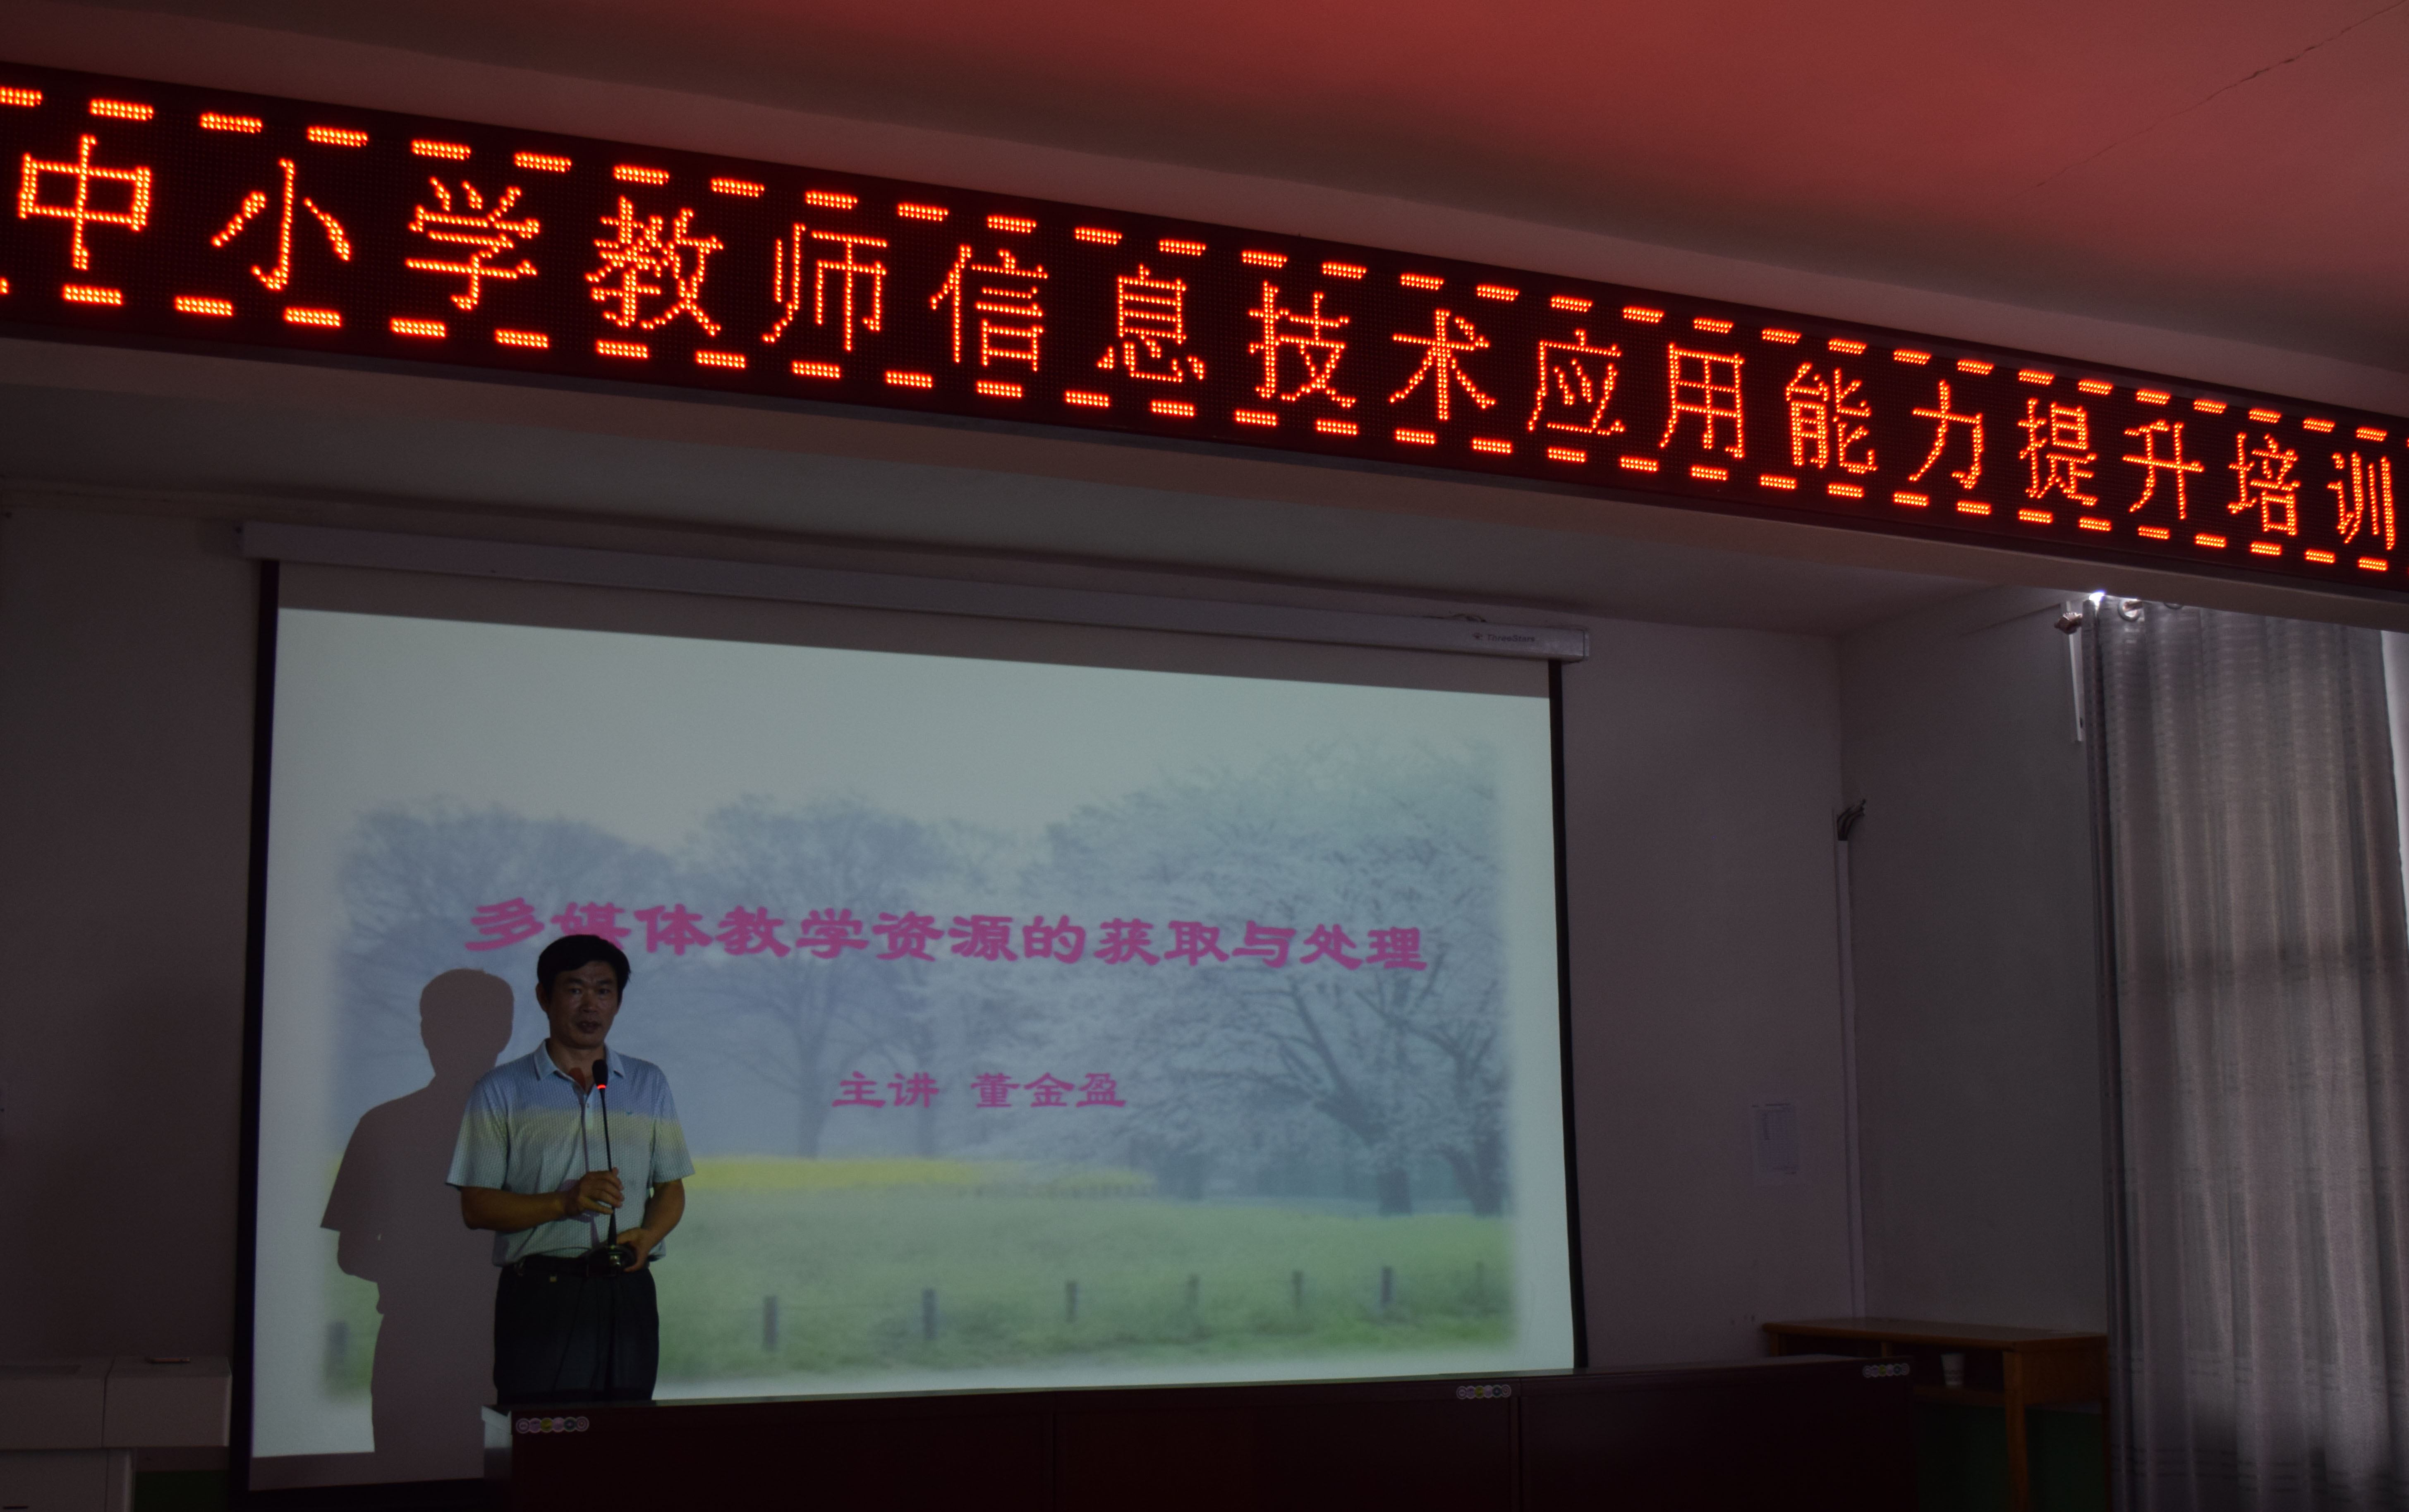 中小学教师信息技术应用能力提升培训
ThreeStars
多媒体教学资源的获取与处理
主讲 董金盈